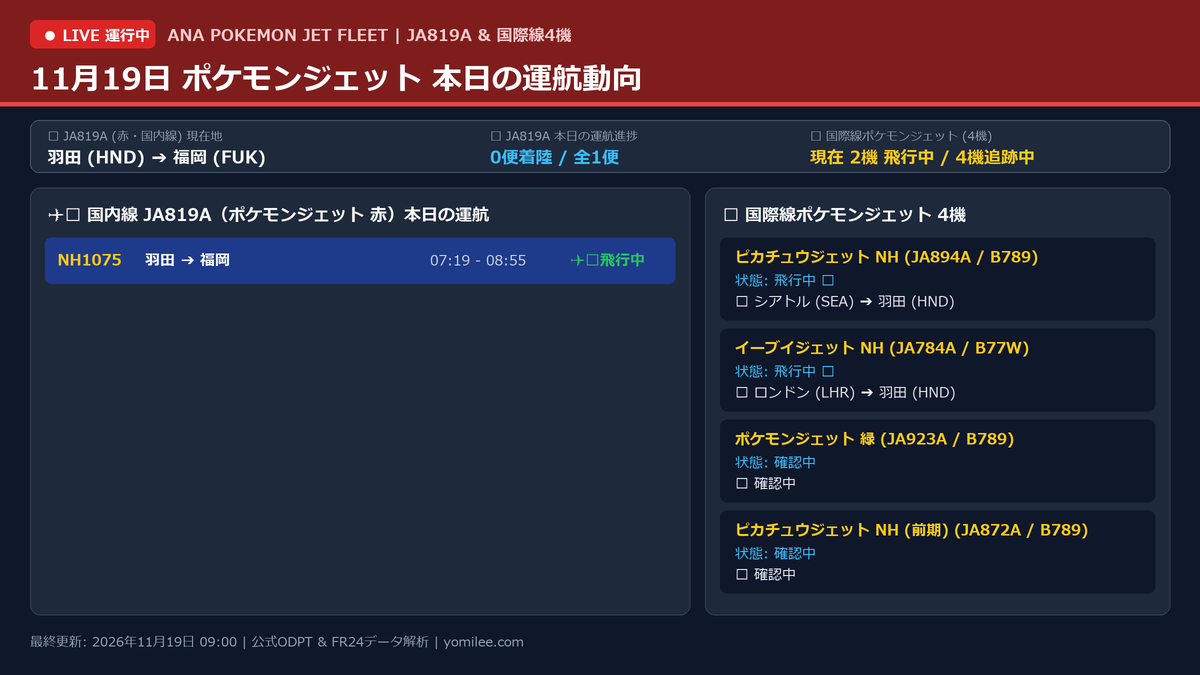 ● LIVE 運行中 ANA POKEMON JET FLEET | JA819A & 国際線4機
11月19日 ポケモンジェット 本日の運航動向
□ JA819A (赤・国内線) 現在地
羽田 (HND) → 福岡 (FUK)
□ JA819A 本日の運航進捗
0便着陸 / 全1便
□ 国際線ポケモンジェット (4機)
現在 2機 飛行中 / 4機追跡中
✈□ 国内線 JA819A（ポケモンジェット 赤）本日の運航
NH1075 羽田 → 福岡 07:19 - 08:55 ✈□飛行中
□ 国際線ポケモンジェット 4機
ピカチュウジェット NH (JA894A / B789)
状態: 飛行中 □
□ シアトル (SEA) → 羽田 (HND)
イーブイジェット NH (JA784A / B77W)
状態: 飛行中 □
□ ロンドン (LHR) → 羽田 (HND)
ポケモンジェット 緑 (JA923A / B789)
状態: 確認中
□ 確認中
ピカチュウジェット NH (前期) (JA872A / B789)
状態: 確認中
□ 確認中
最終更新: 2026年11月19日 09:00 | 公式ODPT & FR24データ解析 | yomilee.com